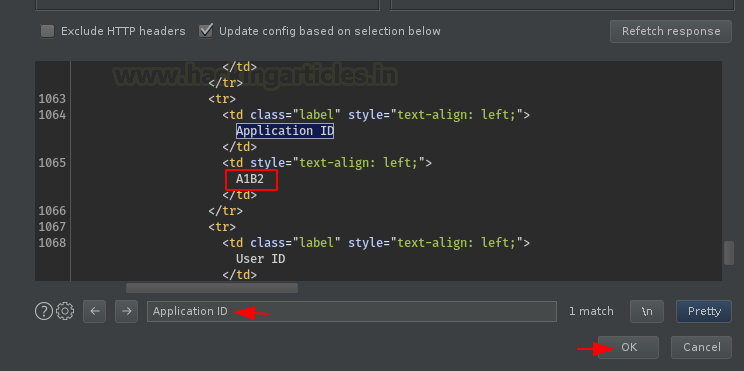 Exclude HTTP headers Update config based on selection below Refetch response
</td>
www.hackingarticles.in
</tr>
1063 <tr>
1064 <td class="label" style="text-align: left;">
Application ID
</td>
1065 <td style="text-align: left;">
A1B2
</td>
1066 </tr>
1067 <tr>
1068 <td class="label" style="text-align: left;">
User ID
</td>
? Application ID 1 match \n Pretty
OK Cancel